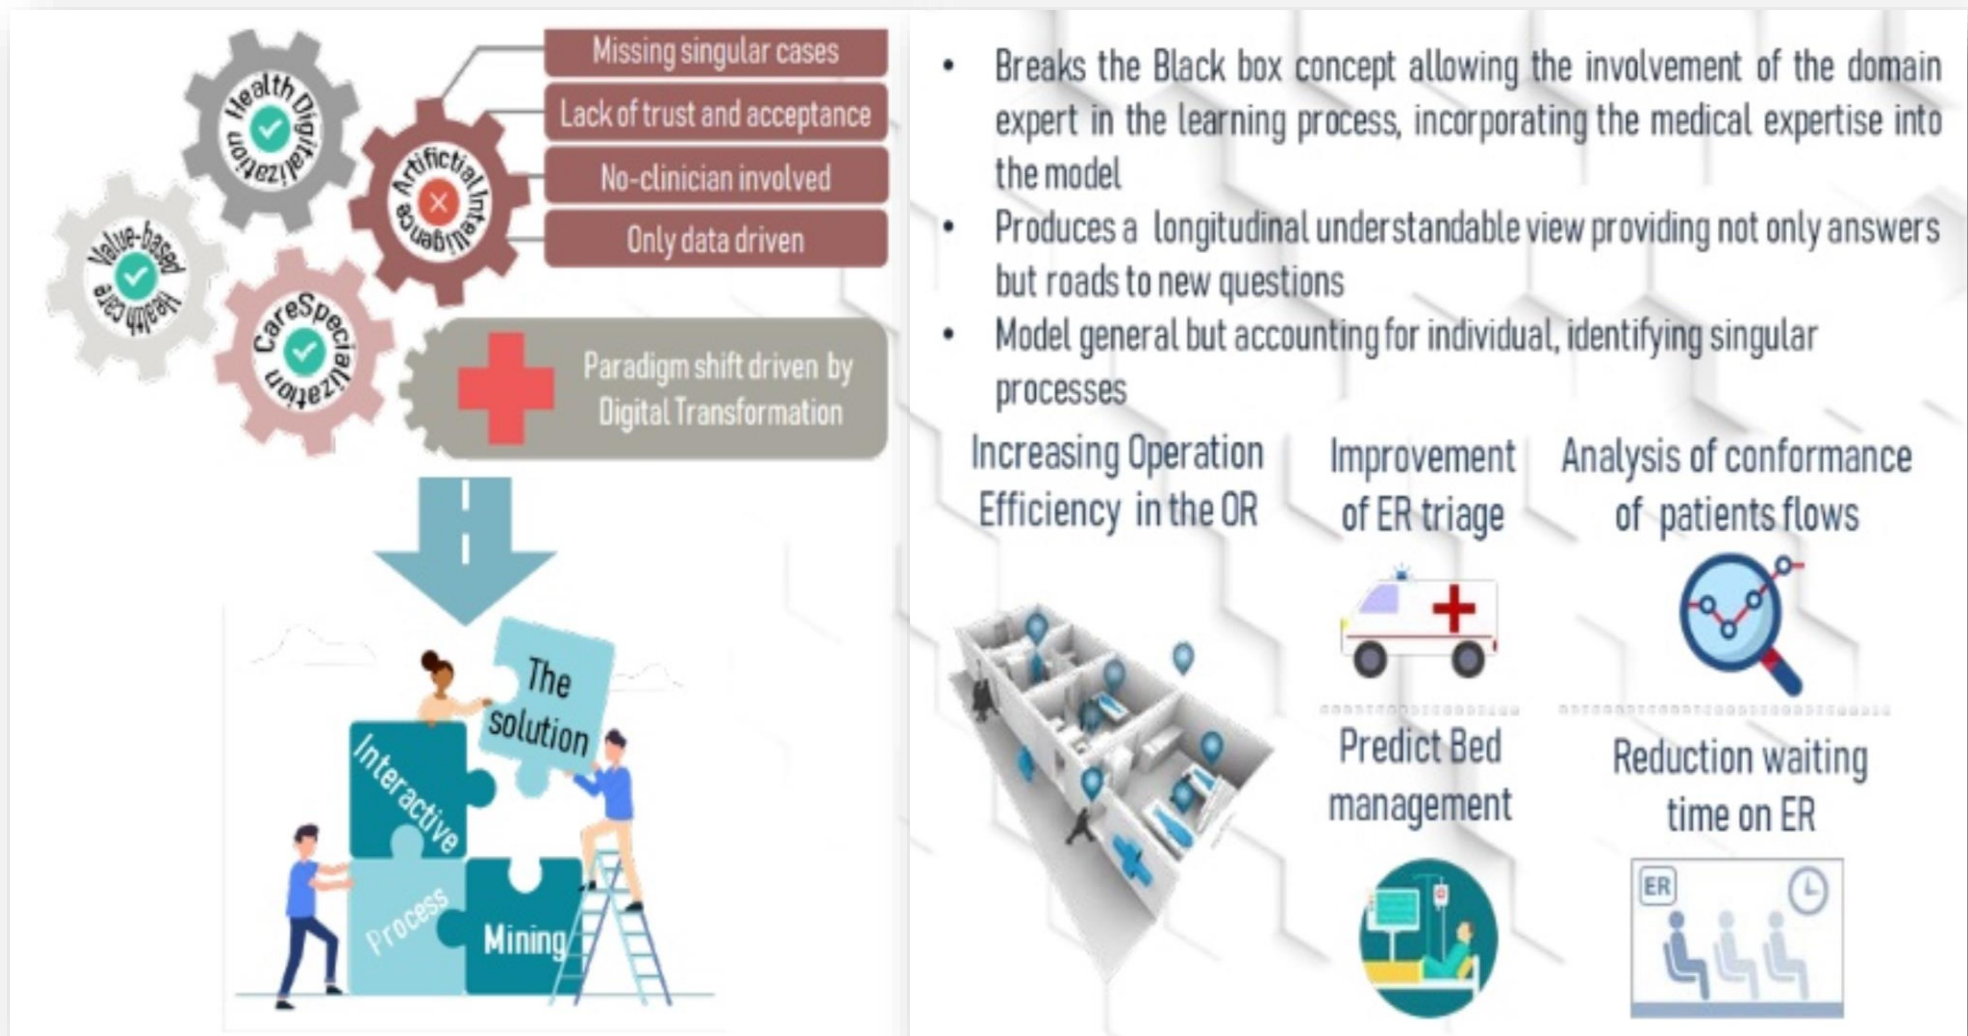 Health Digitalization
Artifictial Intelligence
Value-based
Health care
CareSpecialization
Missing singular cases
Lack of trust and acceptance
No-clinician involved
Only data driven
Paradigm shift driven by
Digital Transformation
The
solution
Interactive
Process
Mining
• Breaks the Black box concept allowing the involvement of the domain
expert in the learning process, incorporating the medical expertise into
the model
• Produces a longitudinal understandable view providing not only answers
but roads to new questions
• Model general but accounting for individual, identifying singular
processes
Increasing Operation
Efficiency in the OR
Improvement
of ER triage
Analysis of conformance
of patients flows
Predict Bed
management
Reduction waiting
time on ER
ER